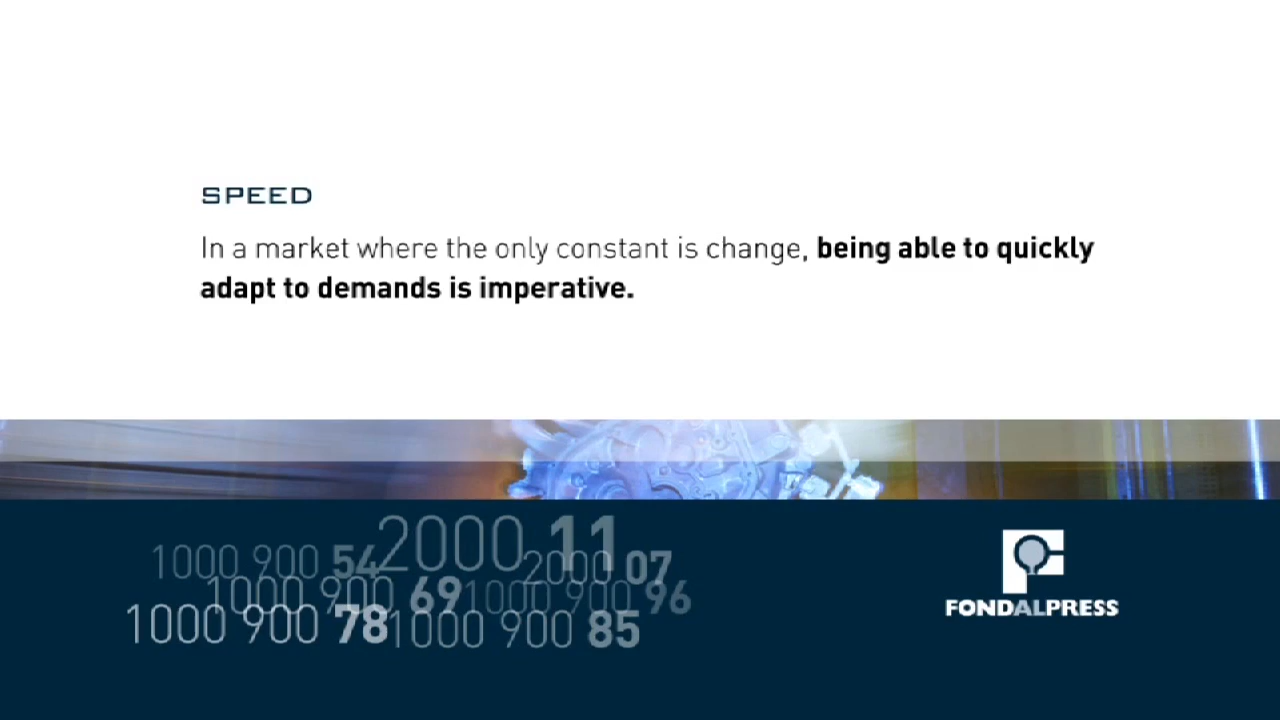 SPEED
In a market where the only constant is change, being able to quickly
adapt to demands is imperative.
2000 11
1000 900 54
2000 07
1000 900 69
1000 900 96
1000 900 78
1000 900 85
FONDALPRESS